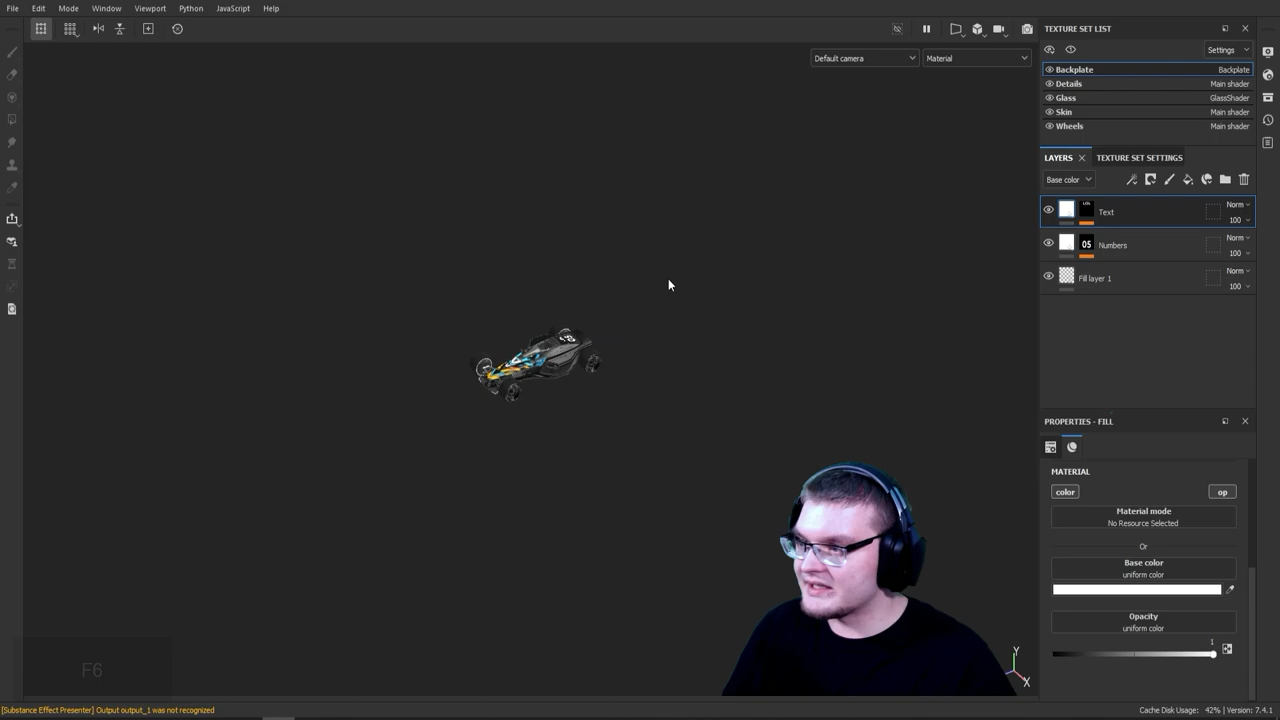 File Edit Mode Window Viewport Python JavaScript Help
TEXTURE SET LIST
Default camera
Material
Settings
Backplate Backplate
Details Main shader
Glass GlassShader
Skin Main shader
Wheels Main shader
LAYERS
TEXTURE SET SETTINGS
Base color
Text
Norm
100
05
Numbers
Norm
100
Fill layer 1
Norm
100
PROPERTIES - FILL
MATERIAL
color
op
Material mode
No Resource Selected
Or
Base color
uniform color
Opacity
uniform color
1
F6
Y
X
[Substance Effect Presenter] Output output_1 was not recognized
Cache Disk Usage: 42% | Version: 7.4.1